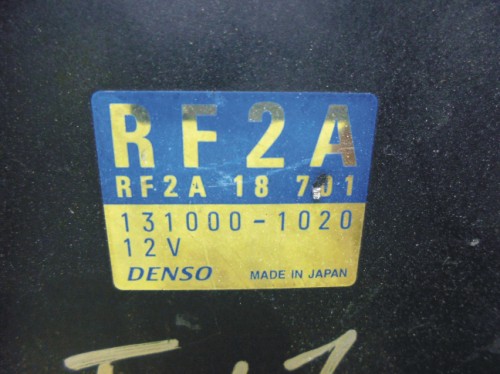 RF2A
RF2A 18 701
131000-1020
12V
DENSO MADE IN JAPAN